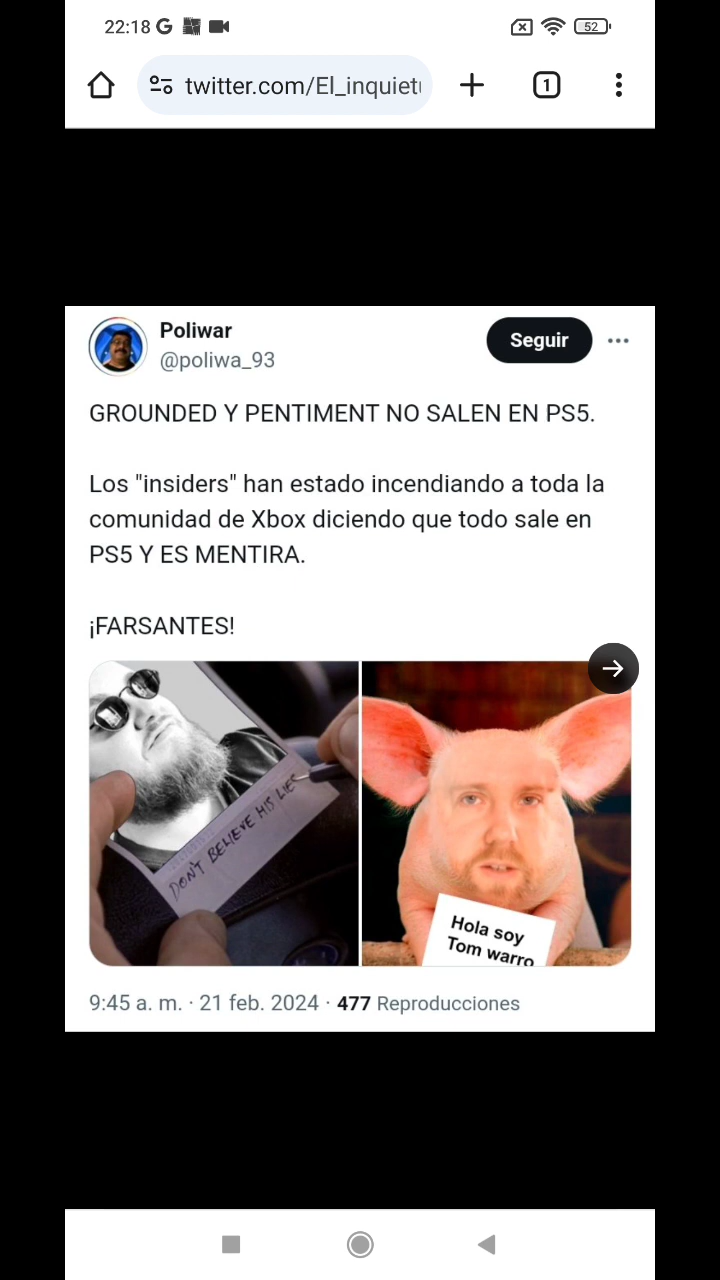 22:18
52
twitter.com/El_inquiet
1
Poliwar
@poliwa_93
Seguir
GROUNDED Y PENTIMENT NO SALEN EN PS5.
Los "insiders" han estado incendiando a toda la
comunidad de Xbox diciendo que todo sale en
PS5 Y ES MENTIRA.
¡FARSANTES!
DON'T BELIEVE HIS LIES
Hola soy
Tom warro
9:45 a. m. · 21 feb. 2024 · 477 Reproducciones